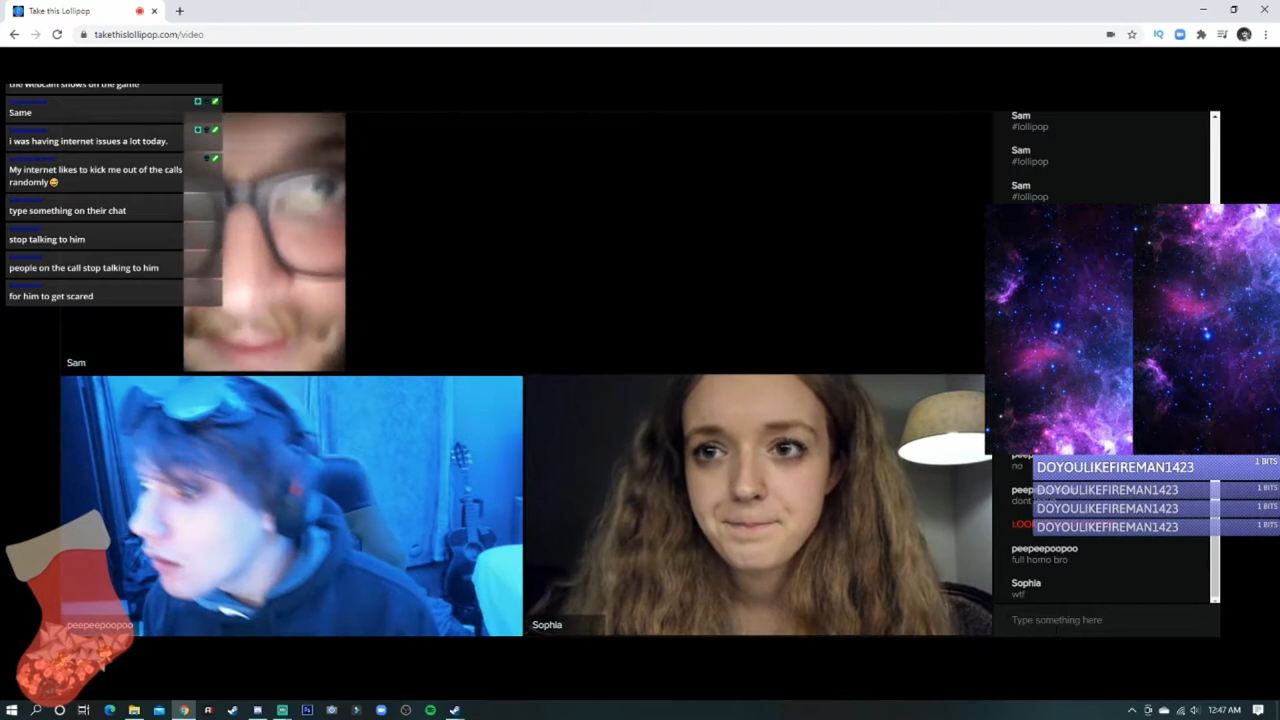 Take this Lollipop
takethislollipop.com/video
the webcam shows on the game
Same
i was having internet issues a lot today.
My internet likes to kick me out of the calls
randomly😅
type something on their chat
stop talking to him
people on the call stop talking to him
for him to get scared
Sam
peepeepoopoo
Sophia
Sam
#lollipop
Sam
#lollipop
Sam
#lollipop
no
DOYOULIKEFIREMAN1423 1 BITS
DOYOULIKEFIREMAN1423 1 BITS
dont
DOYOULIKEFIREMAN1423 1 BITS
DOYOULIKEFIREMAN1423 1 BITS
peepeepoopoo
full homo bro
Sophia
wtf
Type something here
12:47 AM